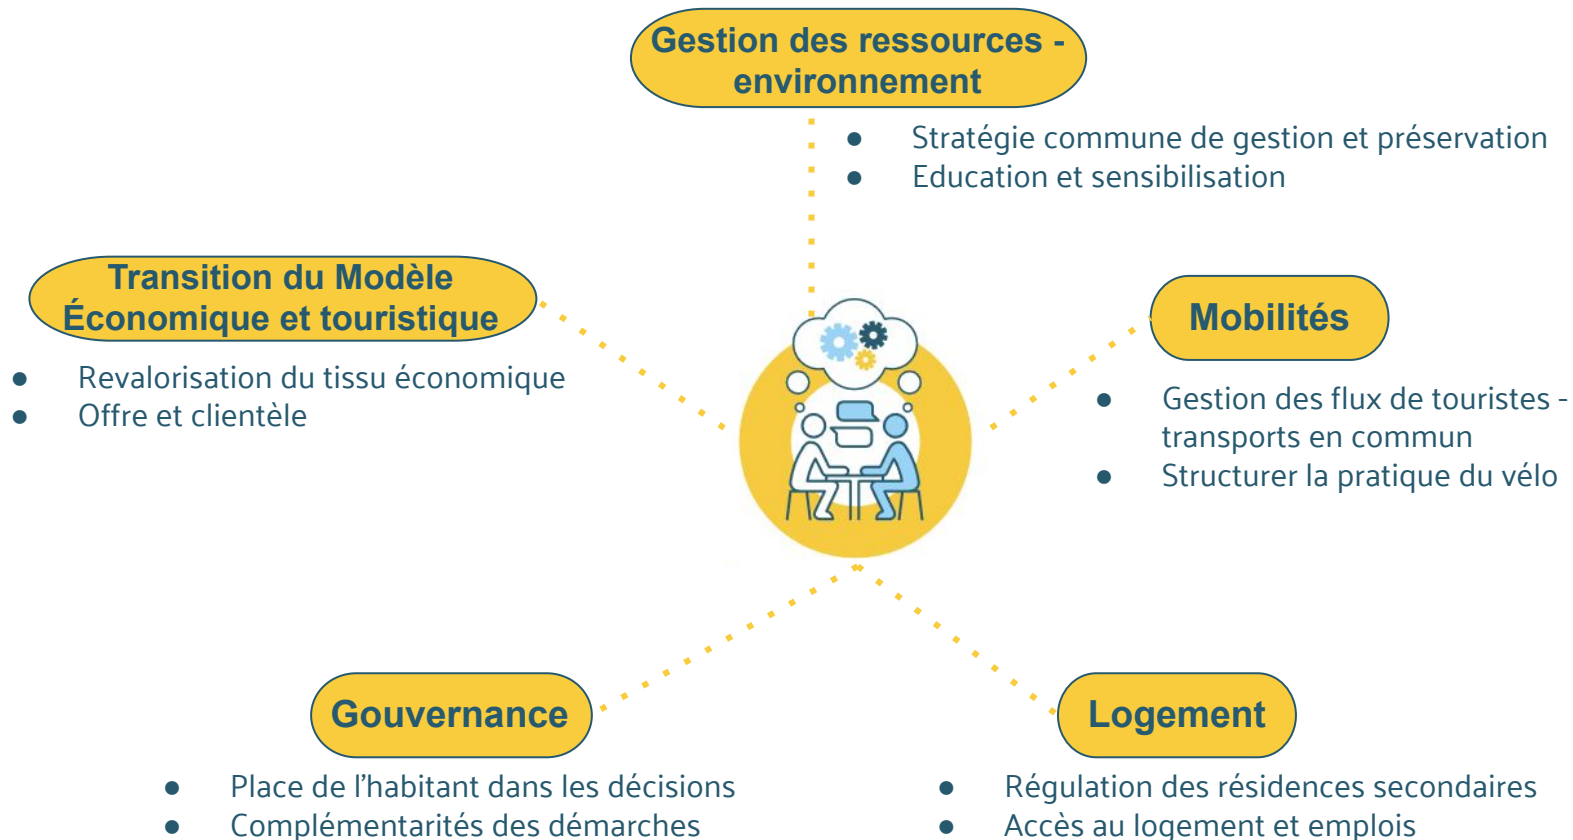 Gestion des ressources -
environnement
● Stratégie commune de gestion et préservation
● Education et sensibilisation
Transition du Modèle
Économique et touristique
● Revalorisation du tissu économique
● Offre et clientèle
Mobilités
● Gestion des flux de touristes -
transports en commun
● Structurer la pratique du vélo
Gouvernance
● Place de l'habitant dans les décisions
● Complémentarités des démarches
Logement
● Régulation des résidences secondaires
● Accès au logement et emplois